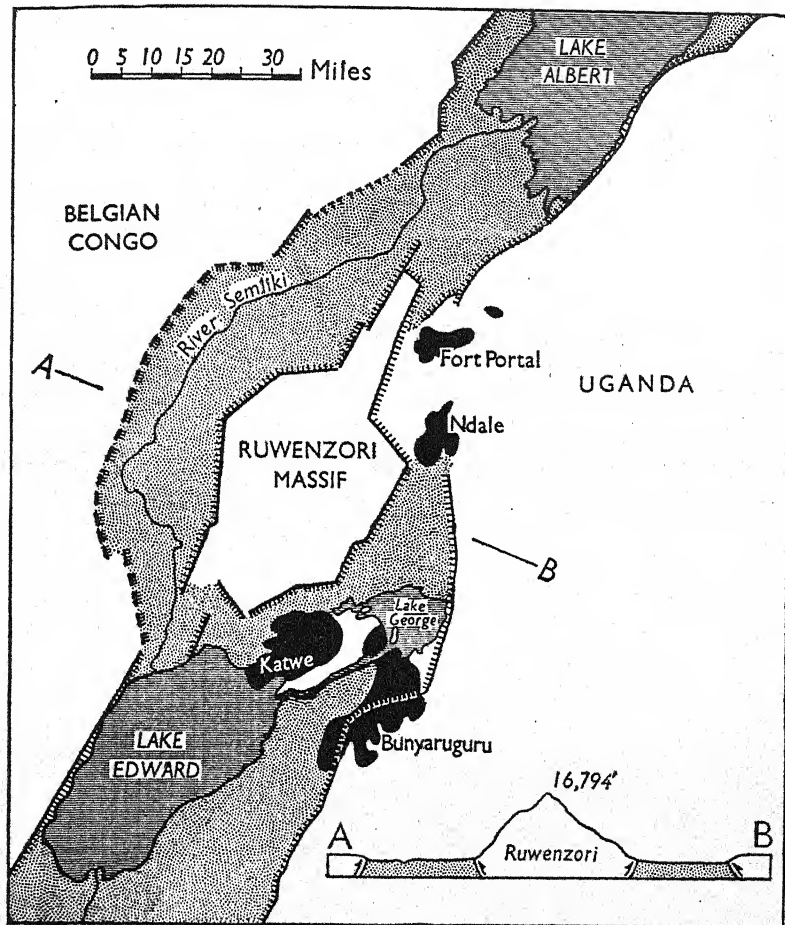 LAKE
ALBERT
0 5 10 15 20 30 Miles
BELGIAN
CONGO
River Semliki
A
Fort Portal
UGANDA
Ndale
RUWENZORI
MASSIF
B
Lake
George
Katwe
LAKE
EDWARD
Bunyaruguru
16,794'
A
B
Ruwenzori